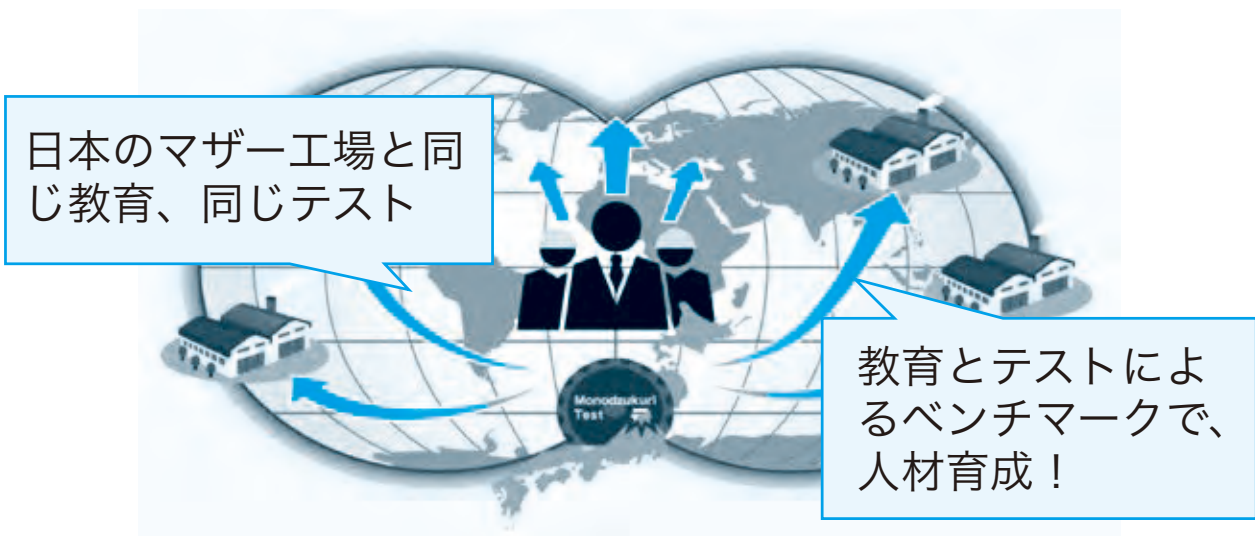 日本のマザー工場と同
じ教育、同じテスト
Monodzukuri
Test
教育とテストによ
るベンチマークで、
人材育成！